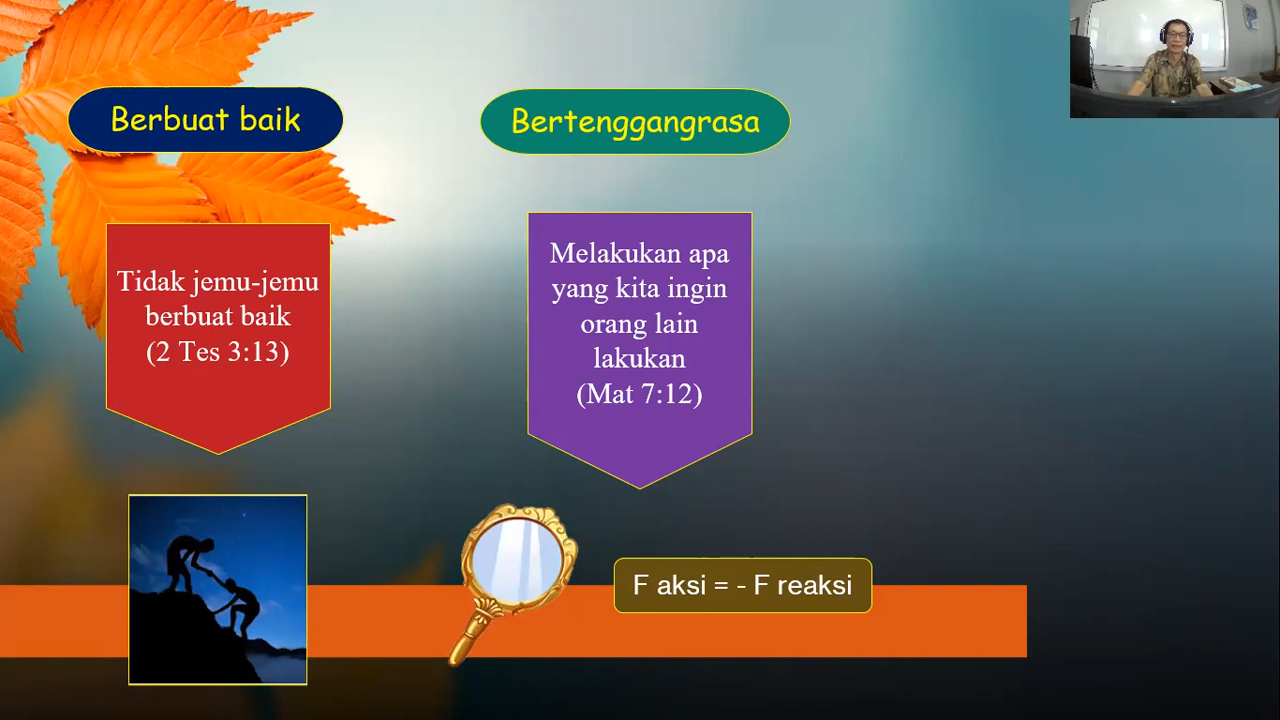 Berbuat baik
Tidak jemu-jemu
berbuat baik
(2 Tes 3:13)
Bertenggangrasa
Melakukan apa
yang kita ingin
orang lain
lakukan
(Mat 7:12)
F aksi = - F reaksi